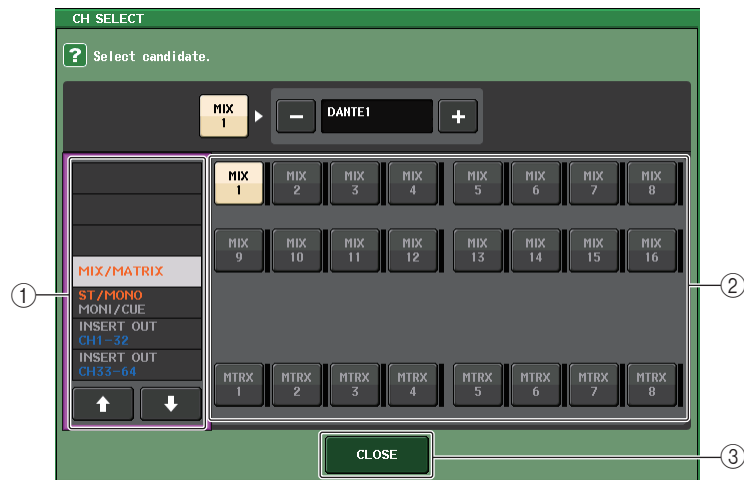 CH SELECT
? Select candidate.
MIX 1
− DANTE1 +
MIX/MATRIX
ST/MONO
MONI/CUE
INSERT OUT
CH1-32
INSERT OUT
CH33-64
MIX 1 MIX 2 MIX 3 MIX 4 MIX 5 MIX 6 MIX 7 MIX 8
MIX 9 MIX 10 MIX 11 MIX 12 MIX 13 MIX 14 MIX 15 MIX 16
MTRX 1 MTRX 2 MTRX 3 MTRX 4 MTRX 5 MTRX 6 MTRX 7 MTRX 8
CLOSE
①
②
③